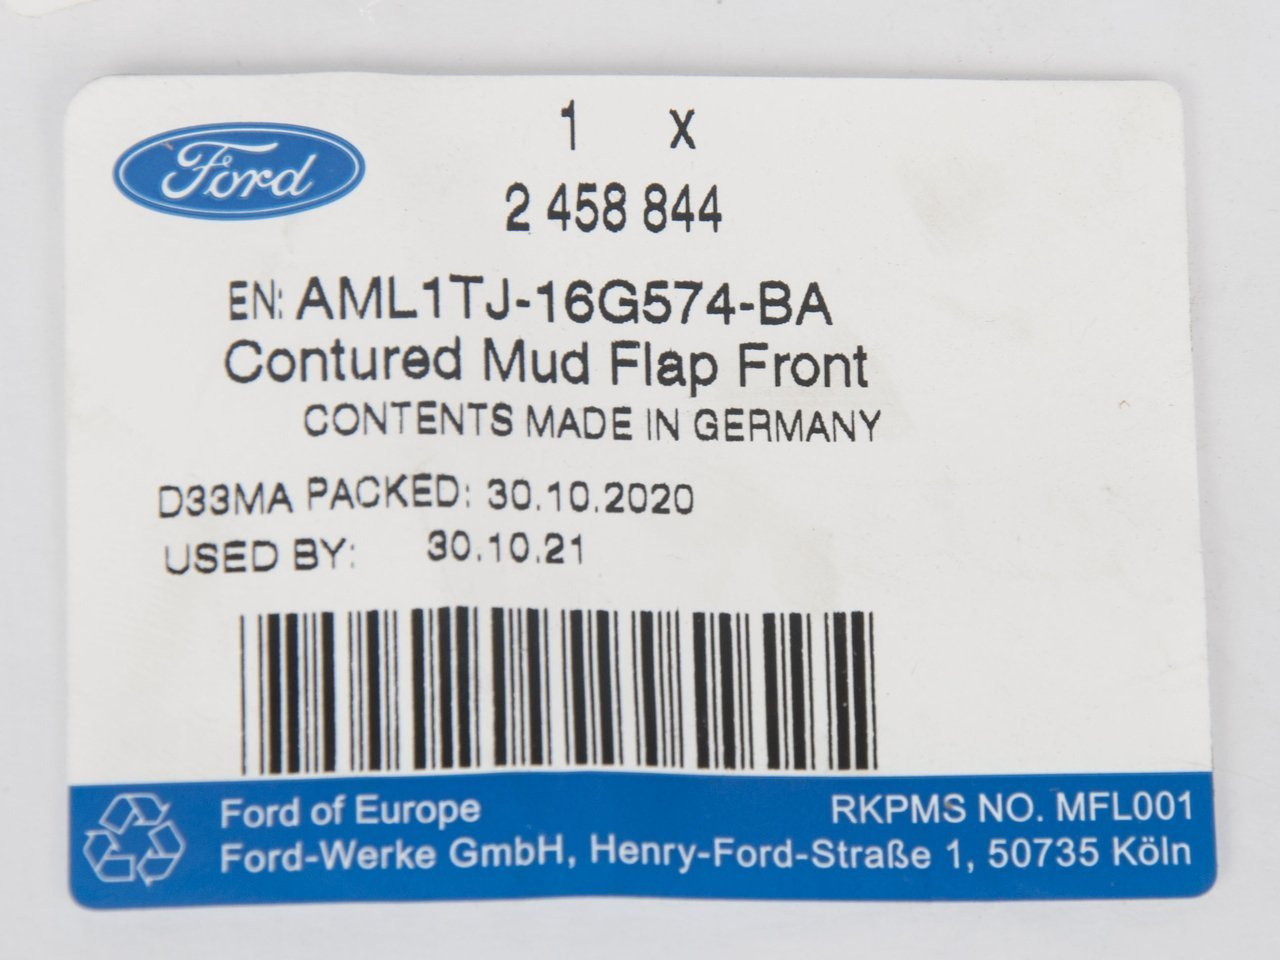 Ford
1 X
2 458 844
EN: AML1TJ-16G574-BA
Contured Mud Flap Front
CONTENTS MADE IN GERMANY
D33MA PACKED: 30.10.2020
USED BY: 30.10.21
Ford of Europe
RKPMS NO. MFL001
Ford-Werke GmbH, Henry-Ford-Straße 1, 50735 Köln